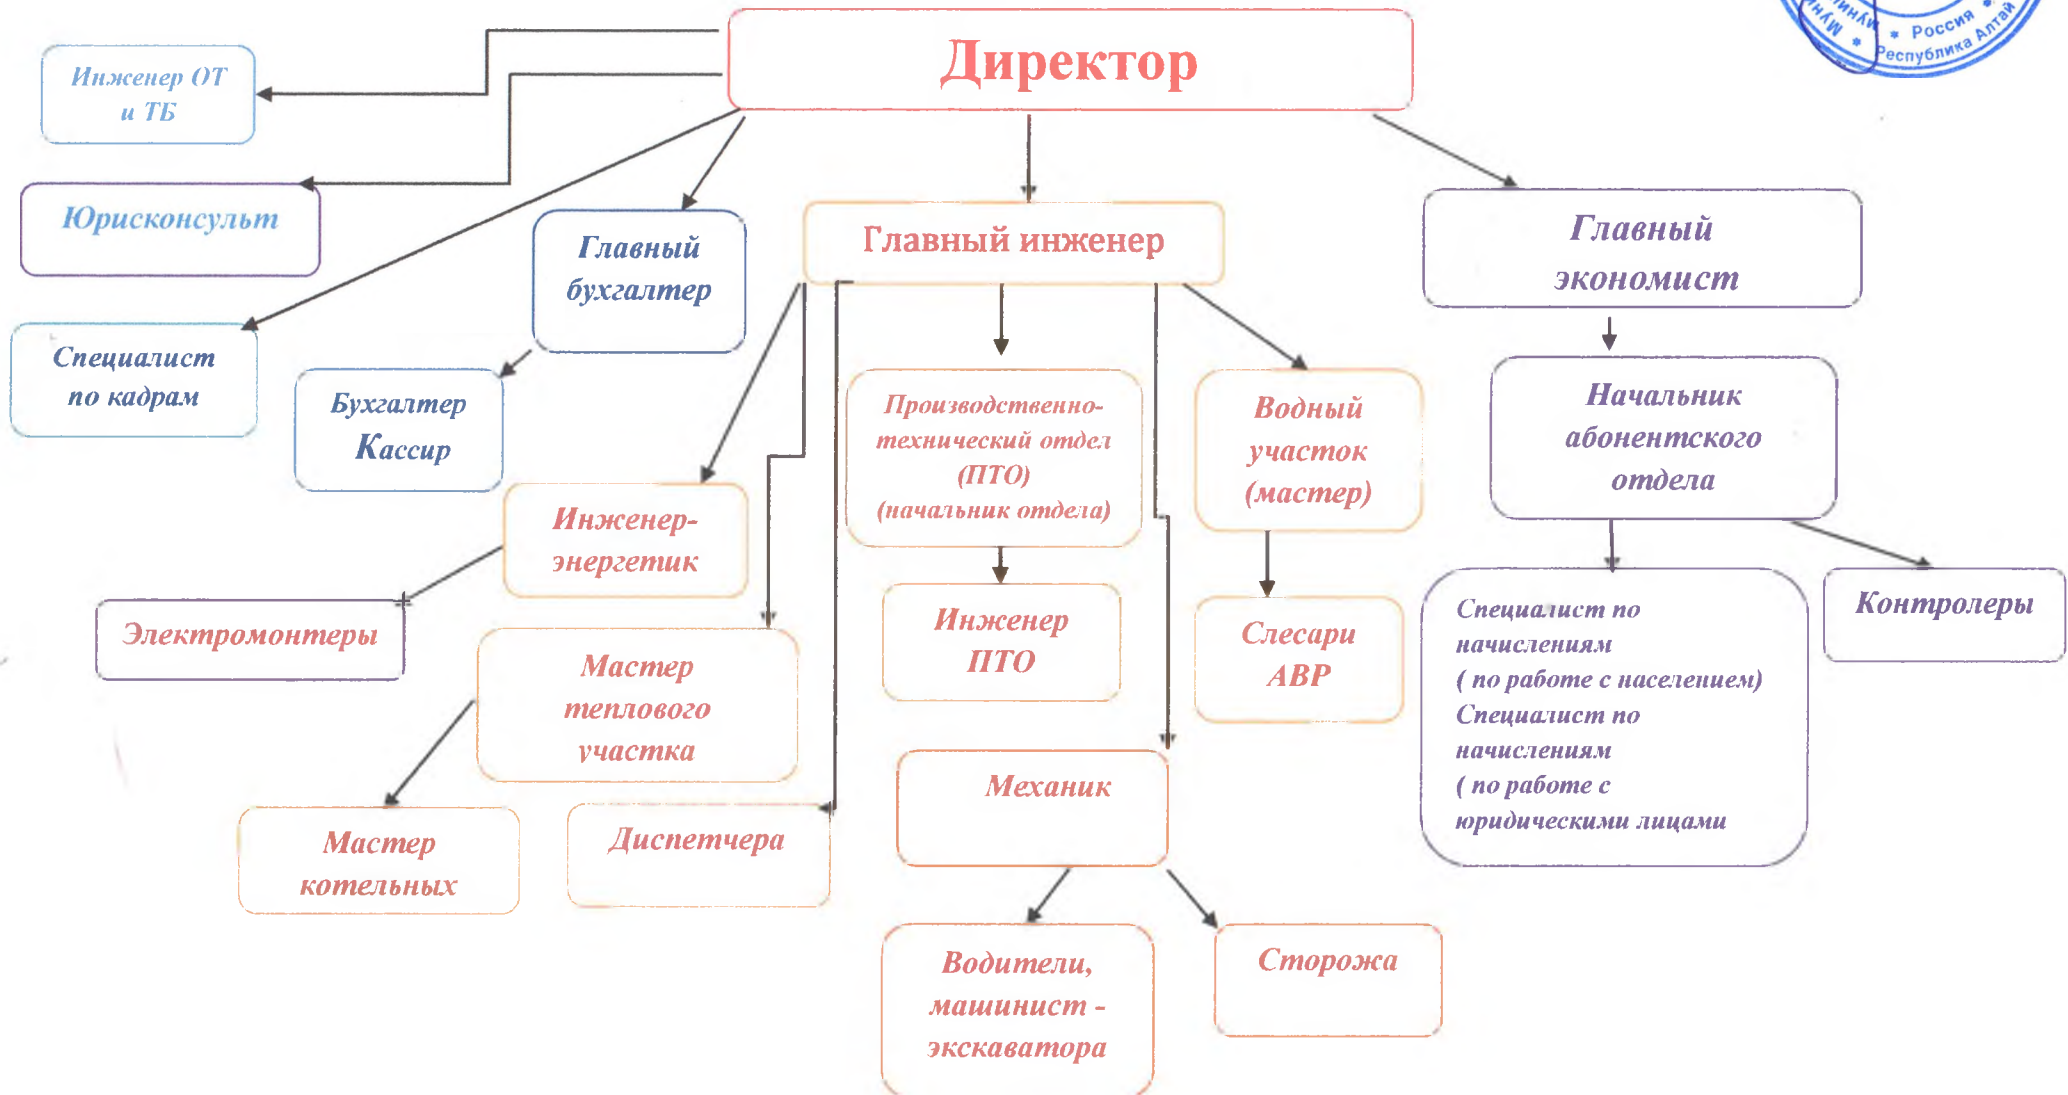 Директор
Инженер ОТ
и ТБ
Юрисконсульт
Специалист
по кадрам
Главный
бухгалтер
Бухгалтер
Кассир
Главный инженер
Главный
экономист
Инженер-
энергетик
Электромонтеры
Мастер
теплового
участка
Мастер
котельных
Диспетчера
Производственно-
технический отдел
(ПТО)
(начальник отдела)
Инженер
ПТО
Водный
участок
(мастер)
Слесари
АВР
Механик
Водители,
машинист -
экскаватора
Сторожа
Начальник
абонентского
отдела
Специалист по
начислениям
( по работе с населением)
Специалист по
начислениям
( по работе с
юридическими лицами
Контролеры
Россия
Республика Алтай